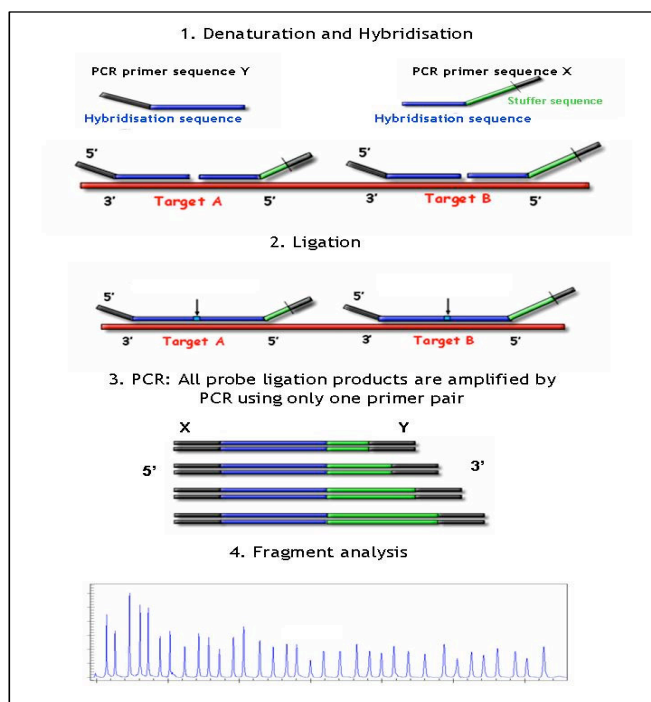 1. Denaturation and Hybridisation
PCR primer sequence Y
PCR primer sequence X
Stuffer sequence
Hybridisation sequence
Hybridisation sequence
5’
5’
3’ Target A 5’
3’ Target B 5’
2. Ligation
5’
5’
3’ Target A 5’
3’ Target B 5’
3. PCR: All probe ligation products are amplified by
PCR using only one primer pair
X Y
5’ 3’
4. Fragment analysis